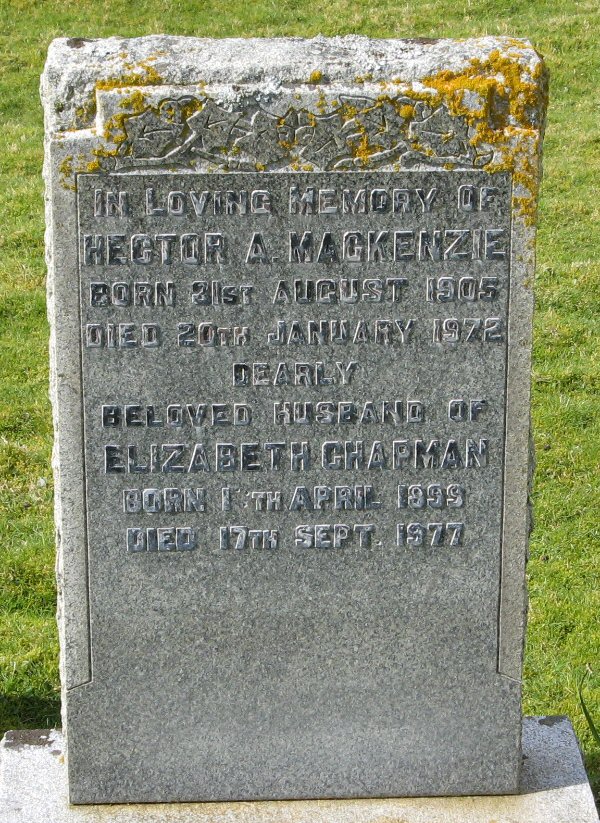 IN LOVING MEMORY OF
HECTOR A. MACKENZIE
BORN 31ST AUGUST 1905
DIED 20TH JANUARY 1972
DEARLY
BELOVED HUSBAND OF
ELIZABETH CHAPMAN
BORN APRIL 1999
DIED 17TH SEPT. 1977